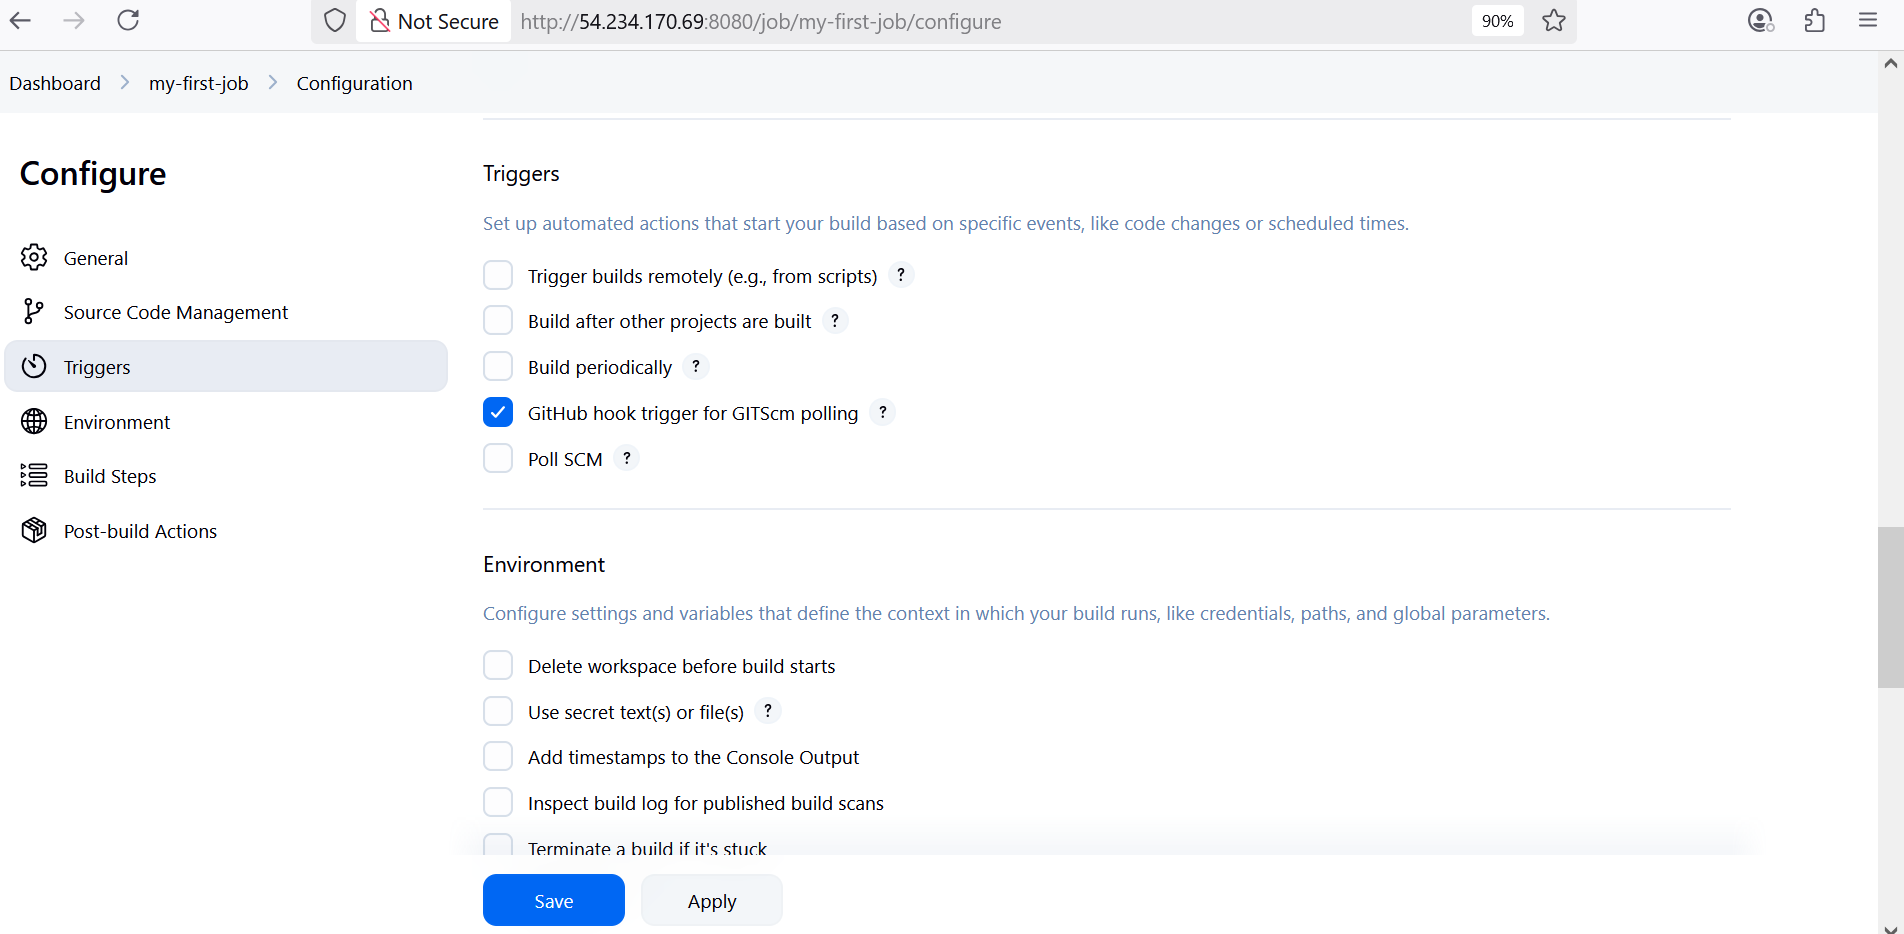 Not Secure http://54.234.170.69:8080/job/my-first-job/configure 90%
Dashboard my-first-job Configuration
Configure
General
Source Code Management
Triggers
Environment
Build Steps
Post-build Actions
Triggers
Set up automated actions that start your build based on specific events, like code changes or scheduled times.
Trigger builds remotely (e.g., from scripts) ?
Build after other projects are built ?
Build periodically ?
GitHub hook trigger for GITScm polling ?
Poll SCM ?
Environment
Configure settings and variables that define the context in which your build runs, like credentials, paths, and global parameters.
Delete workspace before build starts
Use secret text(s) or file(s) ?
Add timestamps to the Console Output
Inspect build log for published build scans
Terminate a build if it's stuck
Save Apply